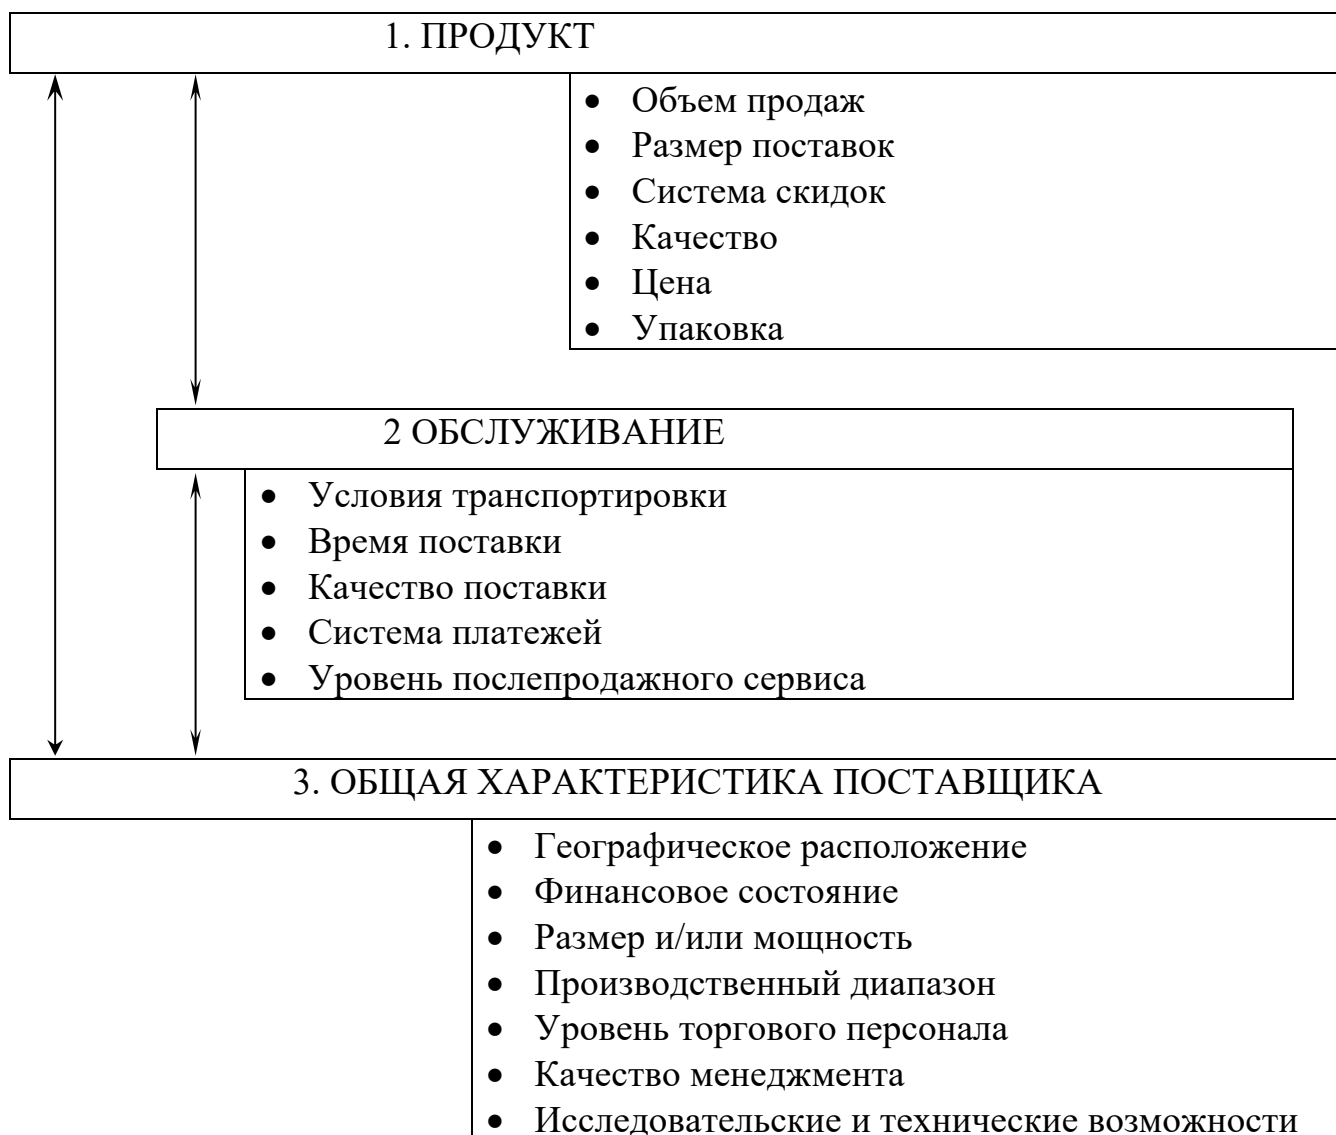 1. ПРОДУКТ
• Объем продаж
• Размер поставок
• Система скидок
• Качество
• Цена
• Упаковка
2 ОБСЛУЖИВАНИЕ
• Условия транспортировки
• Время поставки
• Качество поставки
• Система платежей
• Уровень послепродажного сервиса
3. ОБЩАЯ ХАРАКТЕРИСТИКА ПОСТАВЩИКА
• Географическое расположение
• Финансовое состояние
• Размер и/или мощность
• Производственный диапазон
• Уровень торгового персонала
• Качество менеджмента
• Исследовательские и технические возможности